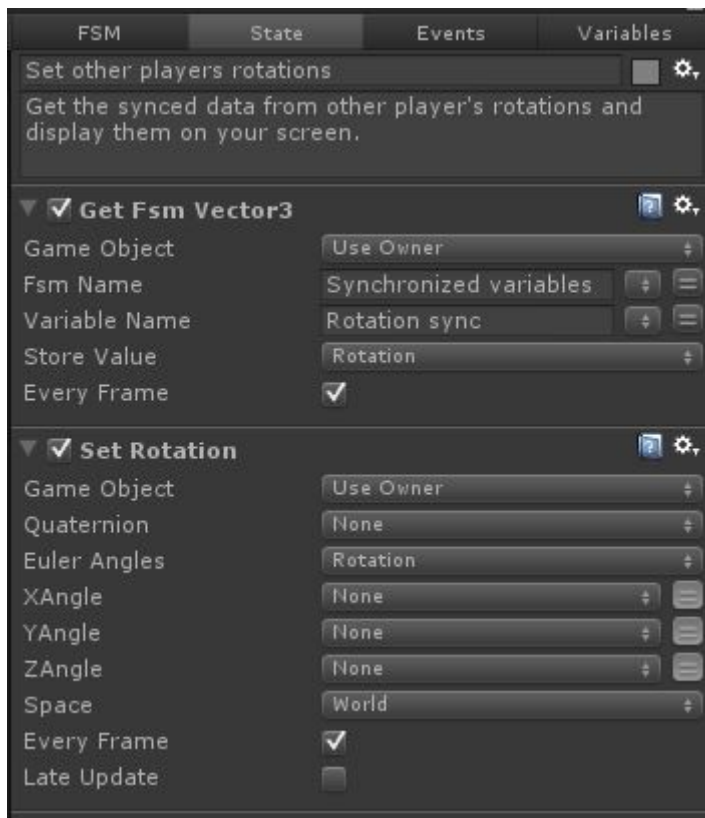 FSM State Events Variables
Set other players rotations
Get the synced data from other player's rotations and
display them on your screen.
Get Fsm Vector3
Game Object Use Owner
Fsm Name Synchronized variables
Variable Name Rotation sync
Store Value Rotation
Every Frame
Set Rotation
Game Object Use Owner
Quaternion None
Euler Angles Rotation
XAngle None
YAngle None
ZAngle None
Space World
Every Frame
Late Update